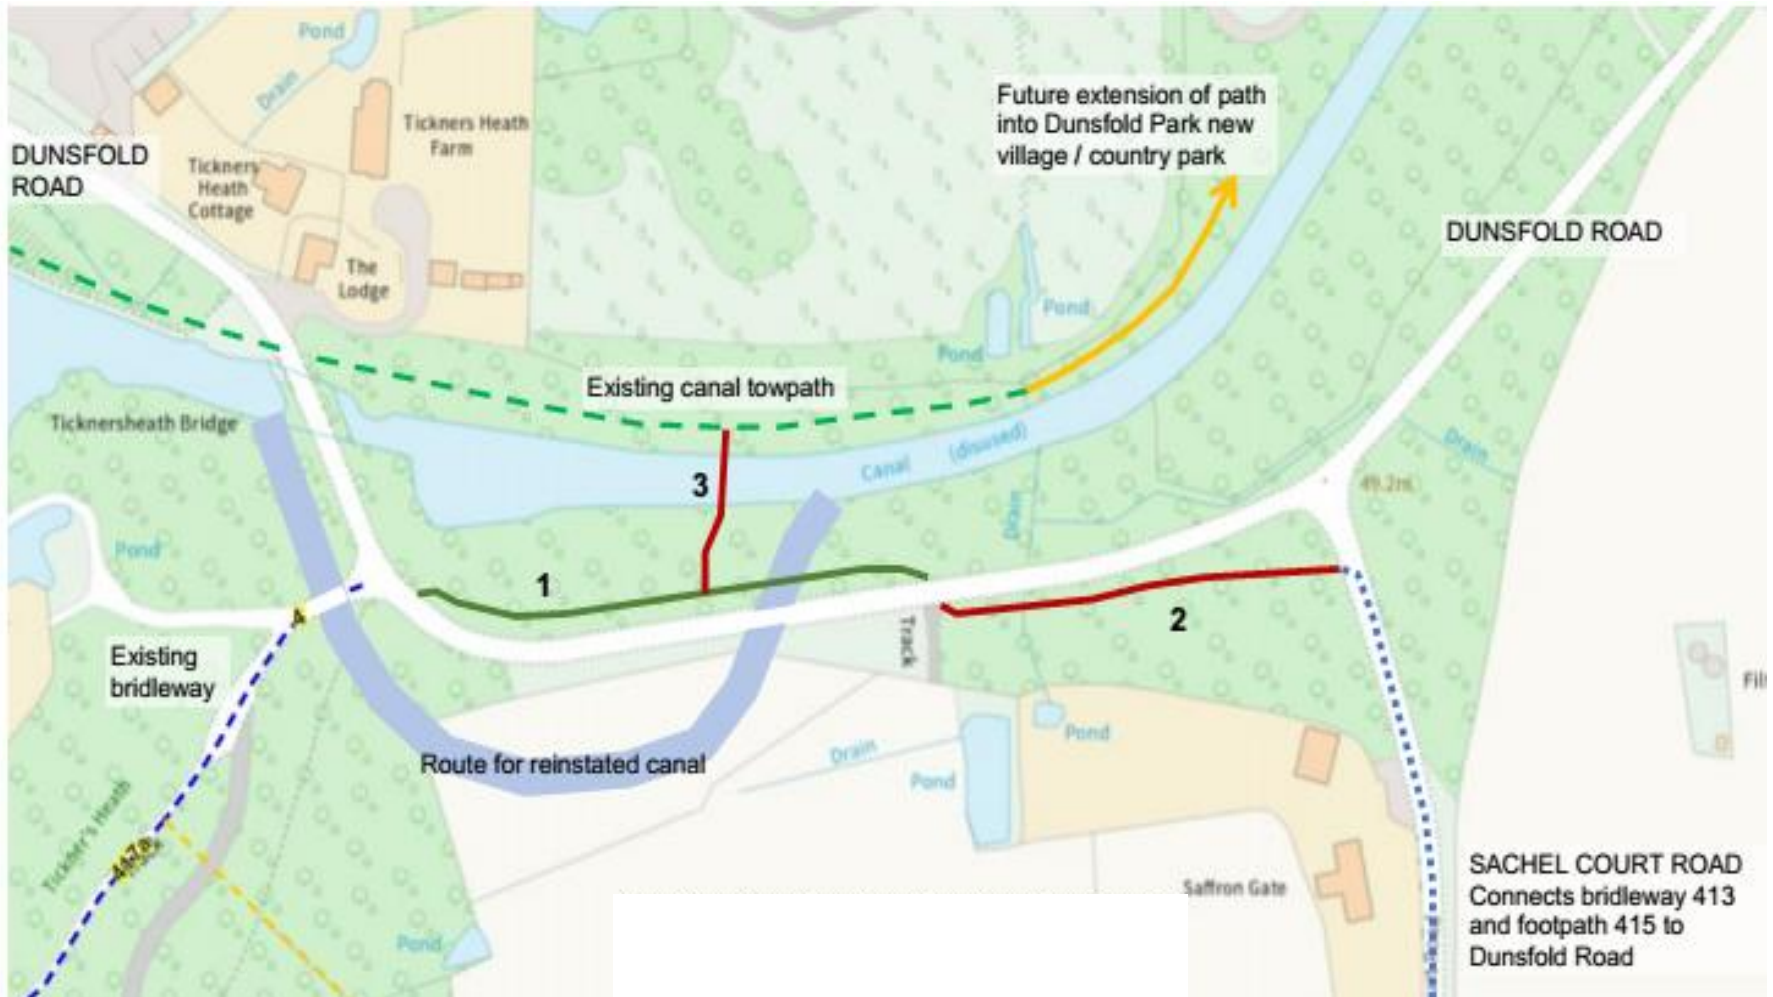 Pond
Drain
Tickners Heath
Farm
DUNSFOLD
ROAD
Tickners
Heath
Cottage
The
Lodge
Future extension of path
into Dunsfold Park new
village / country park
DUNSFOLD ROAD
Pond
Pond
Existing canal towpath
Ticknersheath Bridge
Canal (disused)
Drain
3
49.2m
Drain
Pond
1
2
4
Track
Existing
bridleway
Route for reinstated canal
Drain
Pond
Pond
Tickner's Heath
Pond
Saffron Gate
SACHEL COURT ROAD
Connects bridleway 413
and footpath 415 to
Dunsfold Road